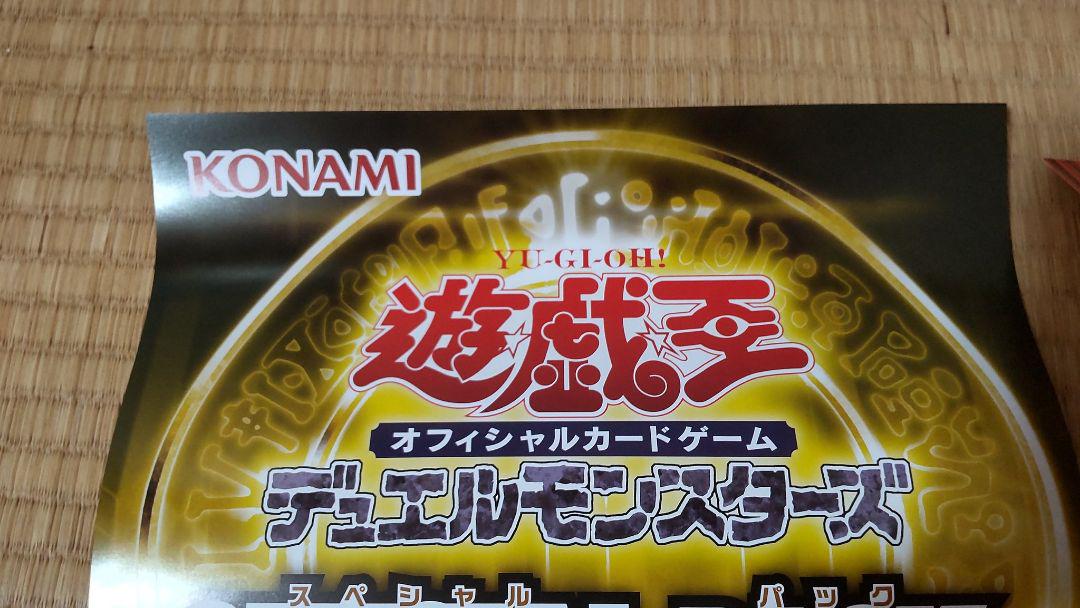 KONAMI
YU-GI-OH!
遊☆戯☆王
オフィシャルカードゲーム
デュエルモンスターズ
スペシャル パック